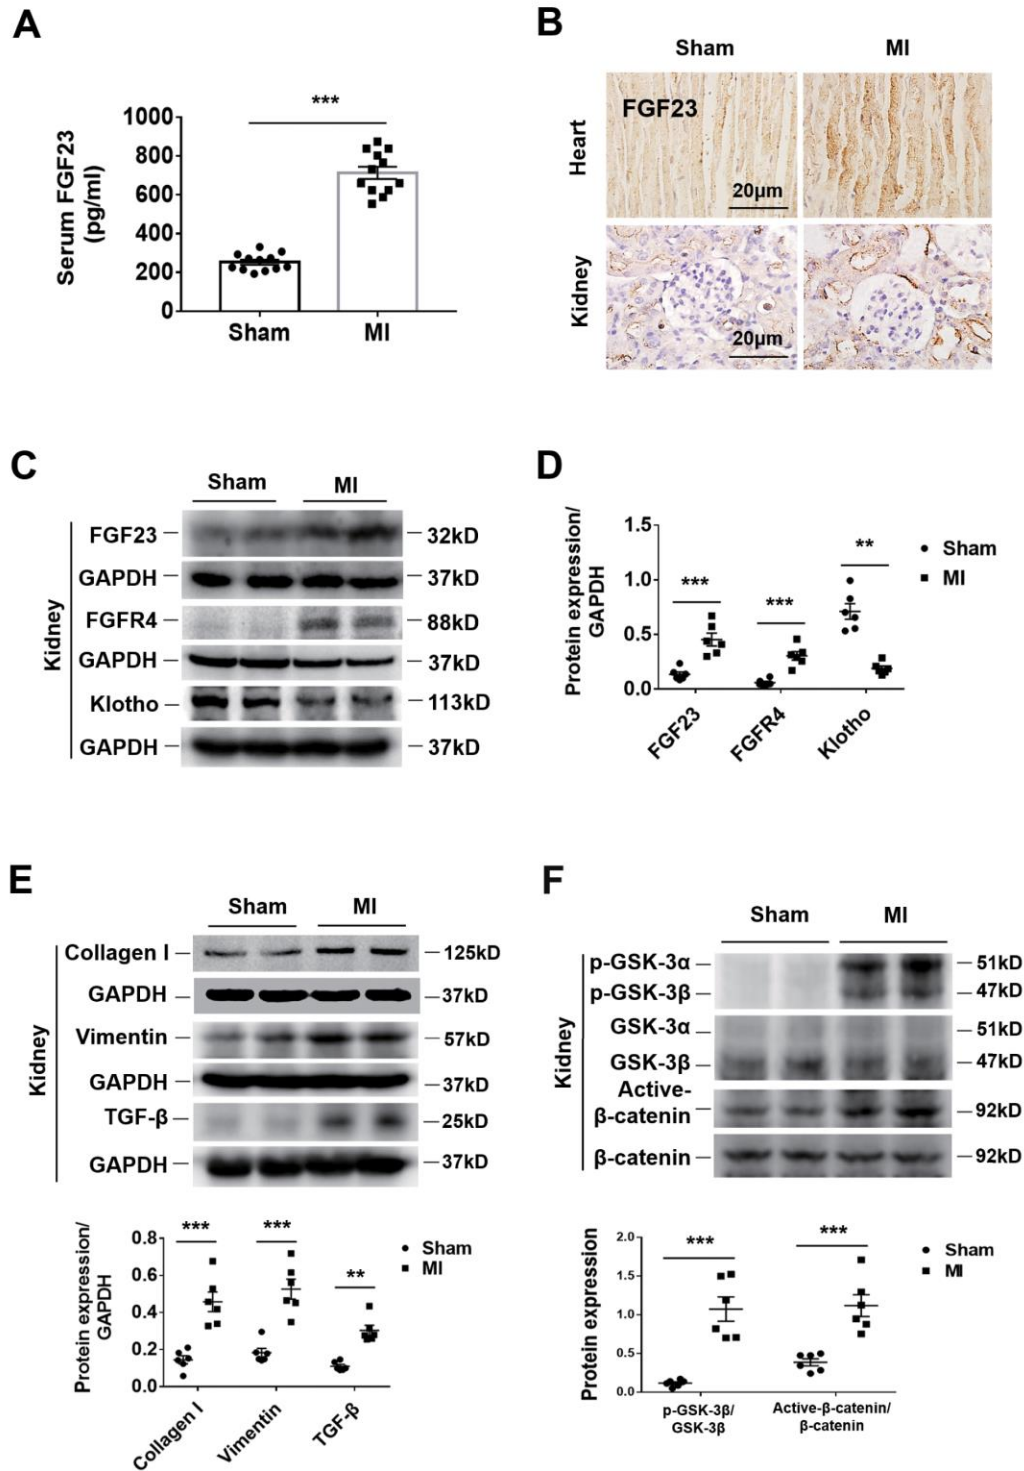 A
***
Serum FGF23
(pg/ml)
1000
800
600
400
200
0
Sham
MI
B
Sham
MI
Heart
FGF23
20μm
Kidney
20μm
C
Sham
MI
Kidney
FGF23
32kD
GAPDH
37kD
FGFR4
88kD
GAPDH
37kD
Klotho
113kD
GAPDH
37kD
D
Protein expression/
GAPDH
1.5
1.0
0.5
0.0
***
***
**
Sham
MI
FGF23
FGFR4
Klotho
E
Sham
MI
Kidney
Collagen I
125kD
GAPDH
37kD
Vimentin
57kD
GAPDH
37kD
TGF-β
25kD
GAPDH
37kD
Protein expression/
GAPDH
0.8
0.6
0.4
0.2
0.0
***
***
**
Sham
MI
Collagen I
Vimentin
TGF-β
F
Sham
MI
Kidney
p-GSK-3α
51kD
p-GSK-3β
47kD
GSK-3α
51kD
GSK-3β
47kD
Active-
β-catenin
92kD
β-catenin
92kD
Protein expression
2.0
1.5
1.0
0.5
0.0
***
***
Sham
MI
p-GSK-3β/
GSK-3β
Active-β-catenin/
β-catenin